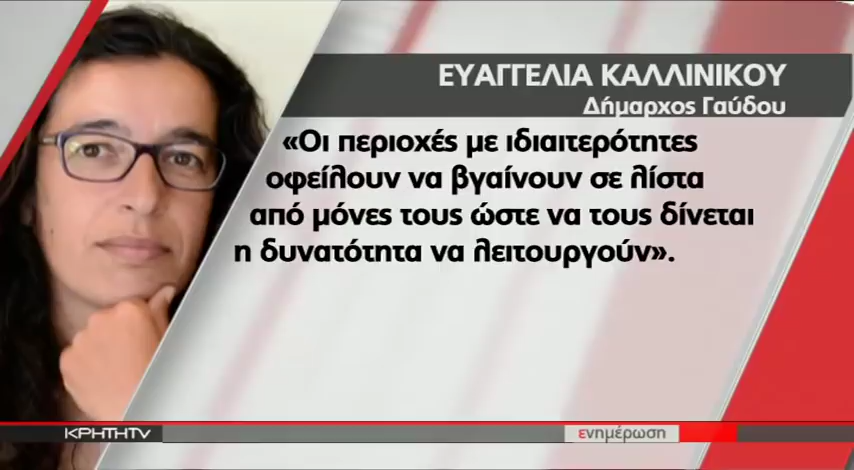 ΕΥΑΓΓΕΛΙΑ ΚΑΛΛΙΝΙΚΟΥ
Δήμαρχος Γαύδου
«Οι περιοχές με ιδιαιτερότητες
οφείλουν να βγαίνουν σε λίστα
από μόνες τους ώστε να τους δίνεται
η δυνατότητα να λειτουργούν».
ΚΡΗΤΗTV
ενημέρωση